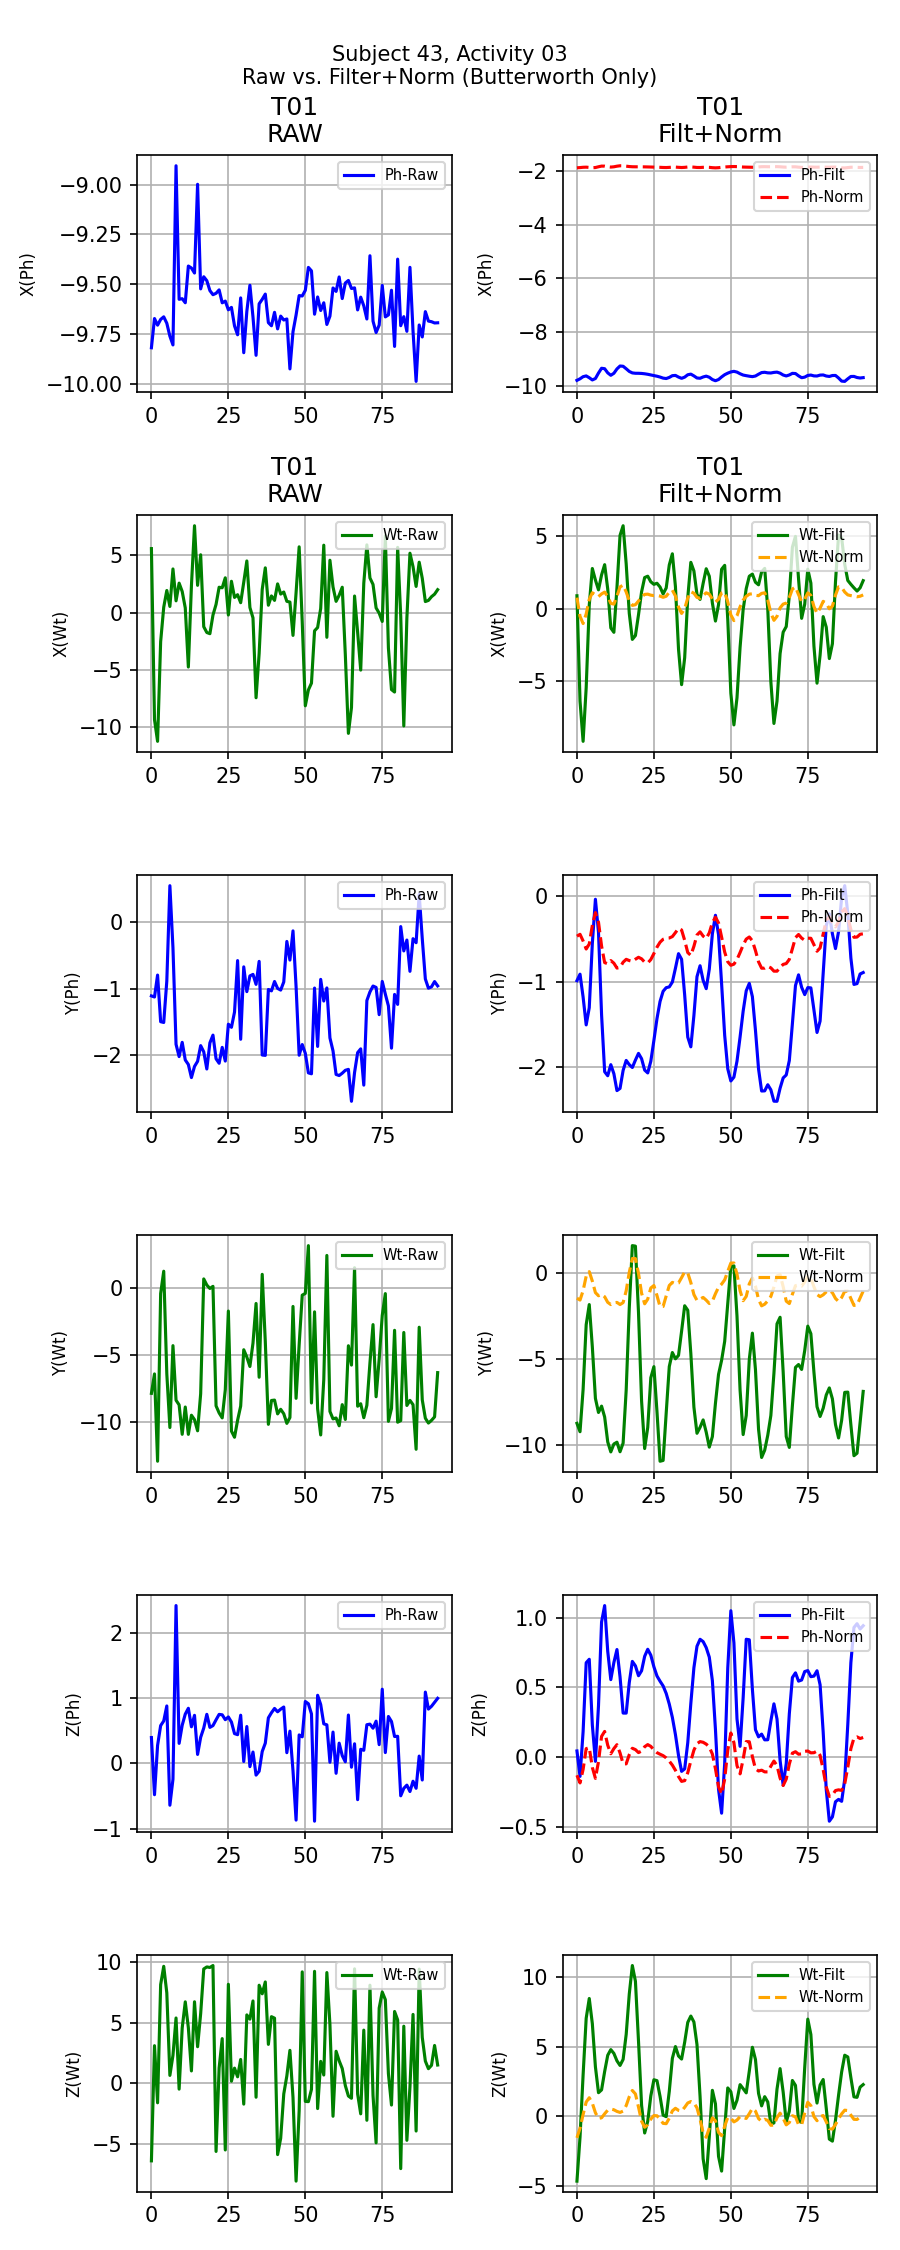 Subject 43, Activity 03
Raw vs. Filter+Norm (Butterworth Only)
T01
RAW
T01
Filt+Norm
X(Ph)
−9.00
−9.25
−9.50
−9.75
−10.00
0
25
50
75
Ph-Raw
X(Ph)
−2
−4
−6
−8
−10
0
25
50
75
Ph-Filt
Ph-Norm
T01
RAW
T01
Filt+Norm
X(Wt)
5
0
−5
−10
0
25
50
75
Wt-Raw
X(Wt)
5
0
−5
0
25
50
75
Wt-Filt
Wt-Norm
Y(Ph)
0
−1
−2
0
25
50
75
Ph-Raw
Y(Ph)
0
−1
−2
0
25
50
75
Ph-Filt
Ph-Norm
Y(Wt)
0
−5
−10
0
25
50
75
Wt-Raw
Y(Wt)
0
−5
−10
0
25
50
75
Wt-Filt
Wt-Norm
Z(Ph)
2
1
0
−1
0
25
50
75
Ph-Raw
Z(Ph)
1.0
0.5
0.0
−0.5
0
25
50
75
Ph-Filt
Ph-Norm
Z(Wt)
10
5
0
−5
0
25
50
75
Wt-Raw
Z(Wt)
10
5
0
−5
0
25
50
75
Wt-Filt
Wt-Norm